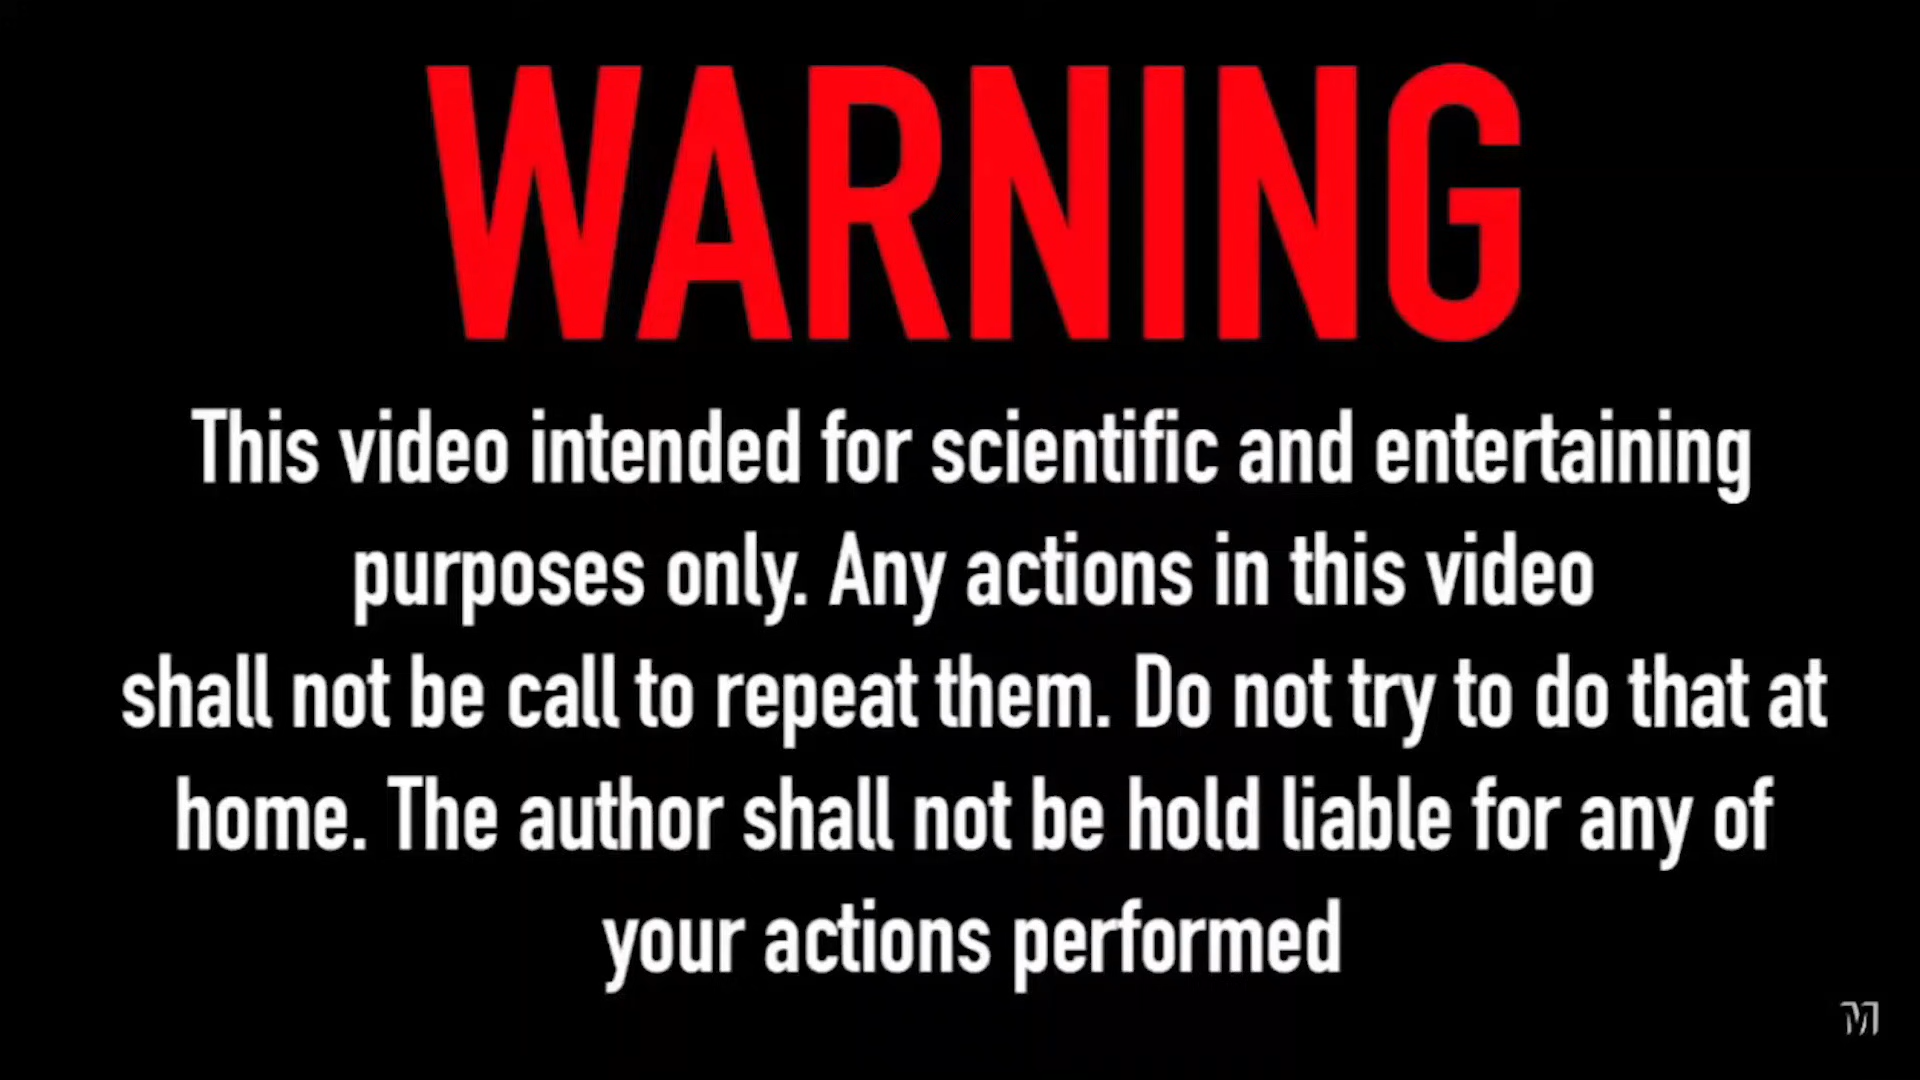 WARNING
This video intended for scientific and entertaining
purposes only. Any actions in this video
shall not be call to repeat them. Do not try to do that at
home. The author shall not be hold liable for any of
your actions performed
M